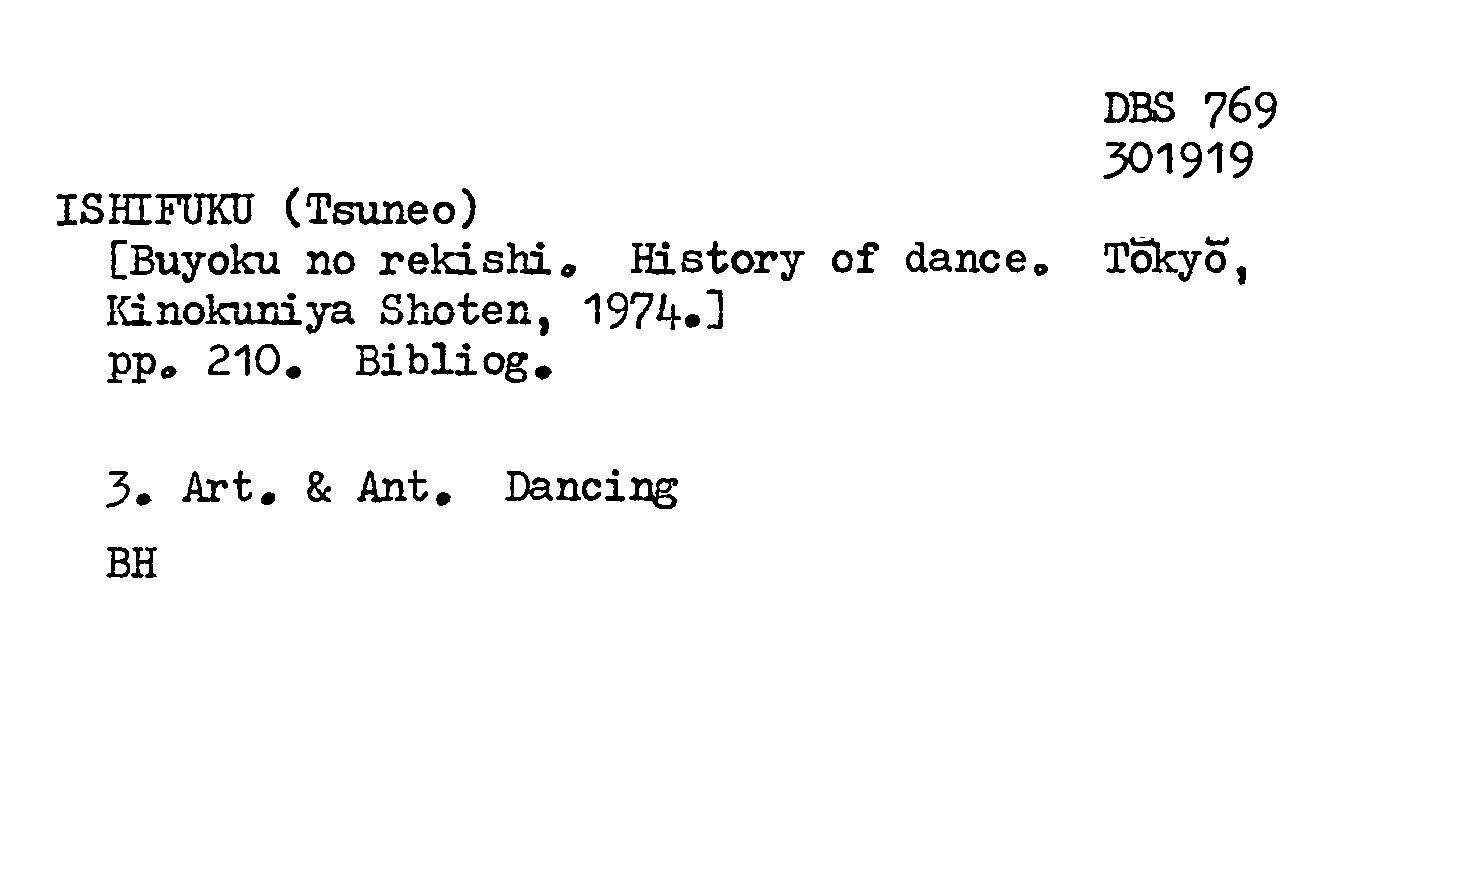 DBS 769
301919
ISHIFUKU (Tsuneo)
[Buyoku no rekishi. History of dance. Tōkyō,
Kinokuniya Shoten, 1974.]
pp. 210. Bibliog.
3. Art. & Ant. Dancing
BH